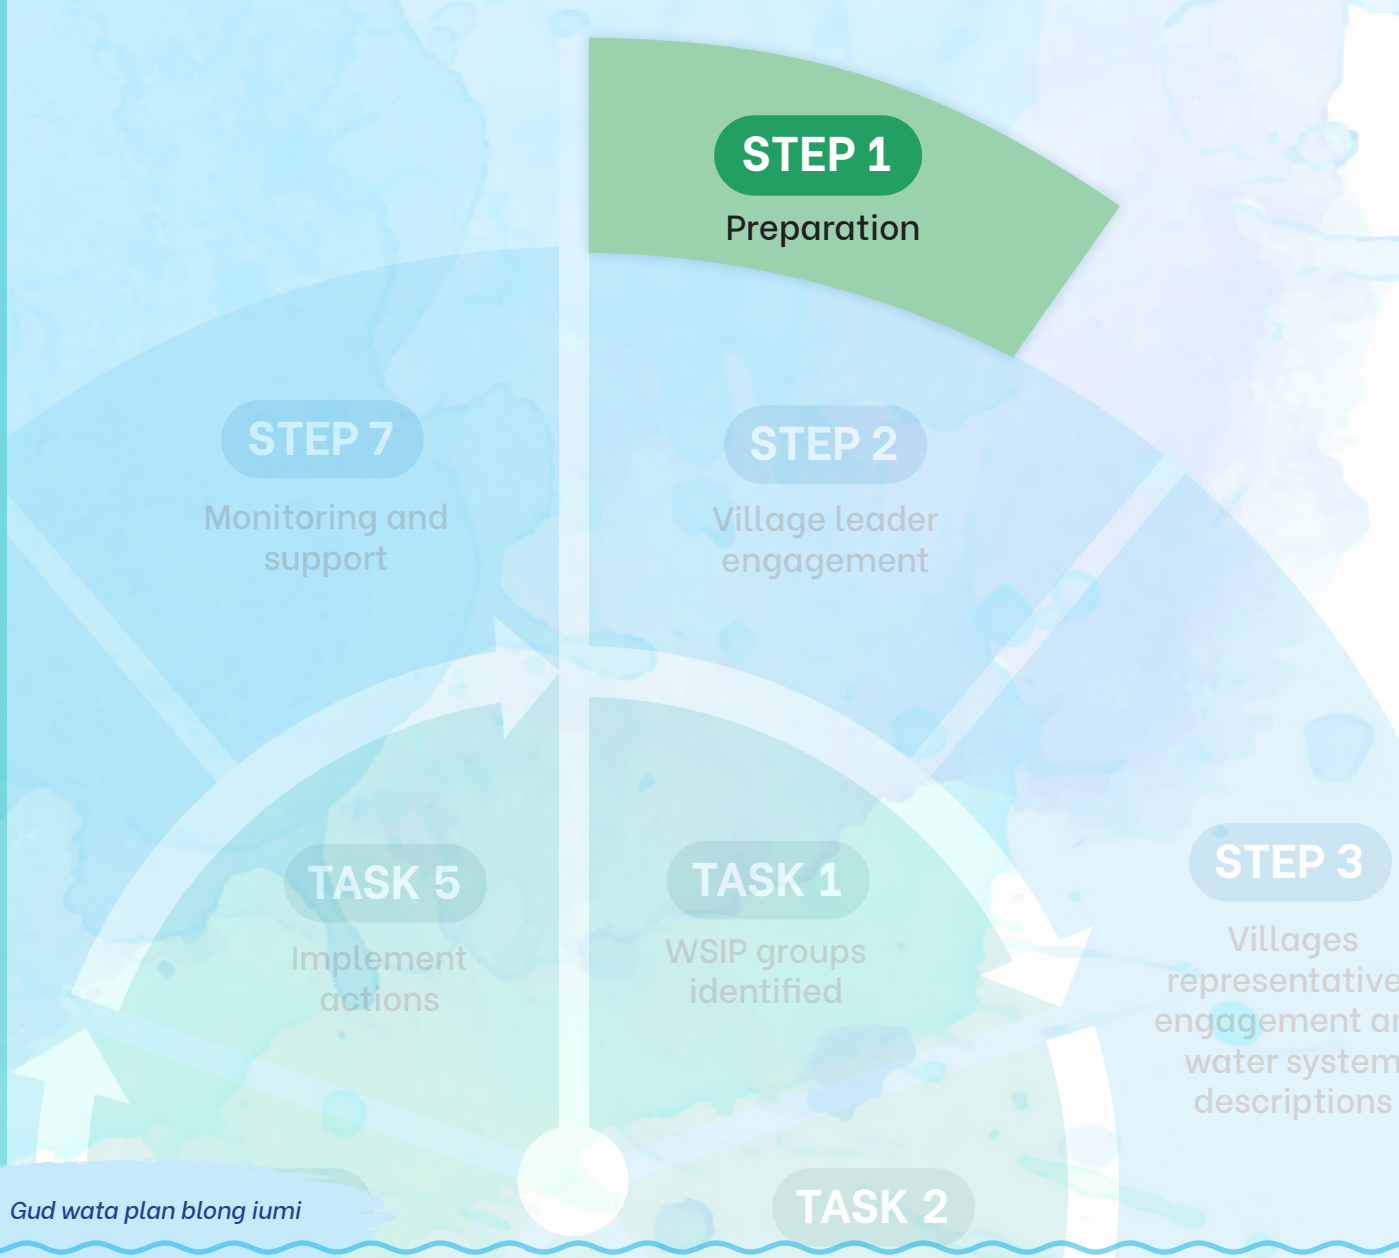 STEP 1
Preparation
STEP 7
Monitoring and
support
STEP 2
Village leader
engagement
STEP 3
Villages
representative
engagement ar
water system
descriptions
TASK 5
Implement
actions
TASK 1
WSIP groups
identified
TASK 2
Gud wata plan blong iumi